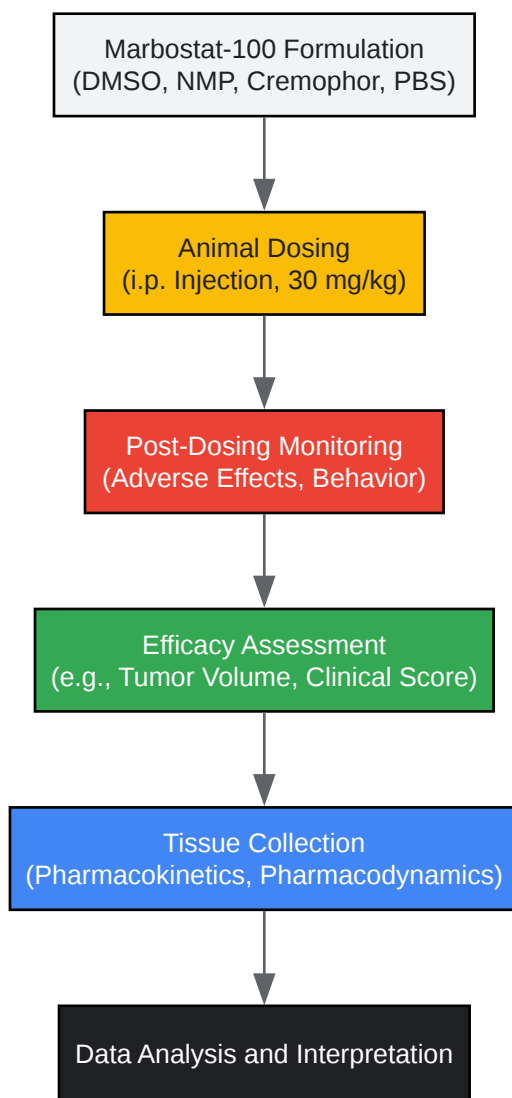 Marbostat-100 Formulation
(DMSO, NMP, Cremophor, PBS)
Animal Dosing
(i.p. Injection, 30 mg/kg)
Post-Dosing Monitoring
(Adverse Effects, Behavior)
Efficacy Assessment
(e.g., Tumor Volume, Clinical Score)
Tissue Collection
(Pharmacokinetics, Pharmacodynamics)
Data Analysis and Interpretation